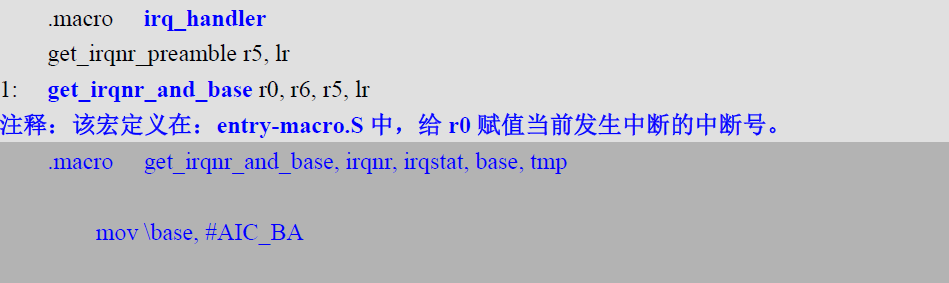 .macro irq_handler
get_irqnr_preamble r5, lr
1: get_irqnr_and_base r0, r6, r5, lr
注释：该宏定义在：entry-macro.S 中，给 r0 赋值当前发生中断的中断号。
.macro get_irqnr_and_base, irqnr, irqstat, base, tmp
mov \base, #AIC_BA